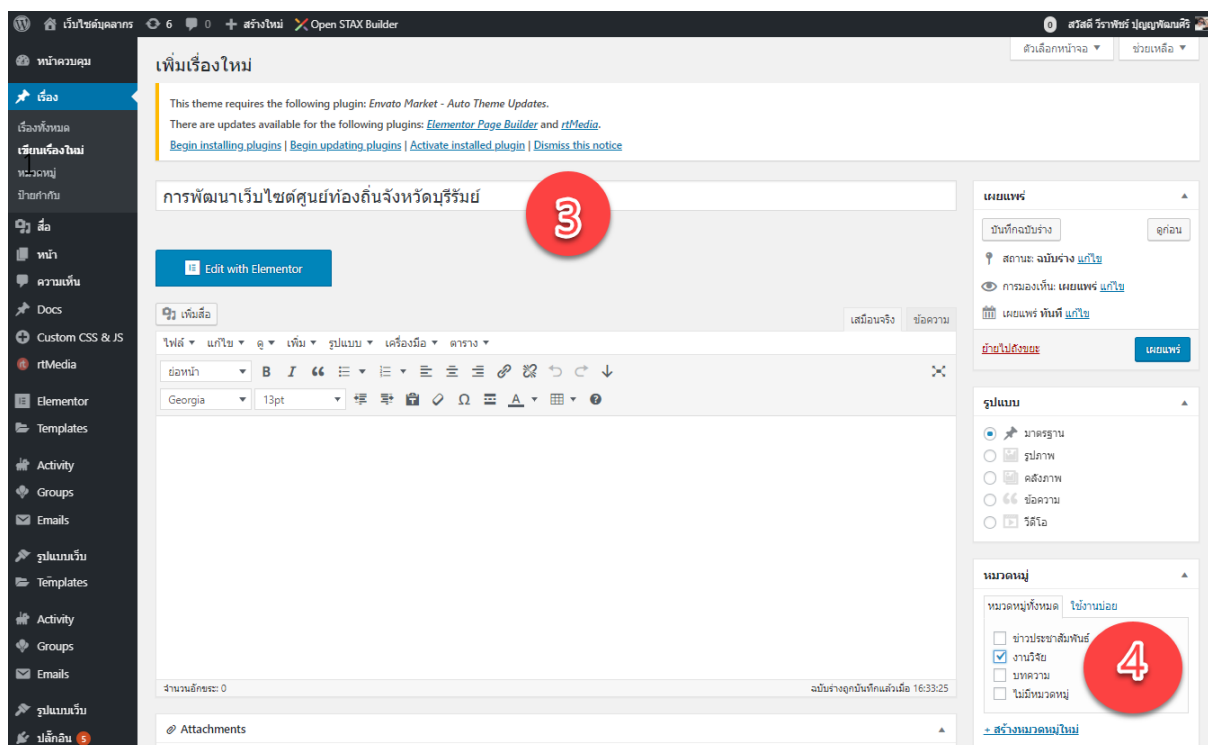 เว็บไซต์บุคลากร 6 0 + สร้างใหม่ Open STAX Builder
0 สวัสดี วีราพัชร์ ปุญญพัฒนศิริ
ตัวเลือกหน้าจอ ช่วยเหลือ
หน้าควบคุม
เรื่อง
เรื่องทั้งหมด
เขียนเรื่องใหม่
1
หมวดหมู่
ป้ายกำกับ
สื่อ
หน้า
ความเห็น
Docs
Custom CSS & JS
rtMedia
Elementor
Templates
Activity
Groups
Emails
รูปแบบเว็บ
Templates
Activity
Groups
Emails
รูปแบบเว็บ
ปลั๊กอิน 5
เพิ่มเรื่องใหม่
This theme requires the following plugin: Envato Market - Auto Theme Updates.
There are updates available for the following plugins: Elementor Page Builder and rtMedia.
Begin installing plugins | Begin updating plugins | Activate installed plugin | Dismiss this notice
การพัฒนาเว็บไซต์ศูนย์ท้องถิ่นจังหวัดบุรีรัมย์
3
Edit with Elementor
เพิ่มสื่อ
เสมือนจริง ข้อความ
ไฟล์ แก้ไข ดู เพิ่ม รูปแบบ เครื่องมือ ตาราง
ย่อหน้า B I
Georgia 13pt Ω A
จำนวนอักขระ: 0
ฉบับร่างถูกบันทึกแล้วเมื่อ 16:33:25
Attachments
เผยแพร่
บันทึกฉบับร่าง ดูก่อน
สถานะ: ฉบับร่าง แก้ไข
การมองเห็น: เผยแพร่ แก้ไข
เผยแพร่ ทันที แก้ไข
ย้ายไปถังขยะ เผยแพร่
รูปแบบ
มาตรฐาน
รูปภาพ
คลังภาพ
ข้อความ
วีดีโอ
หมวดหมู่
หมวดหมู่ทั้งหมด ใช้งานบ่อย
ข่าวประชาสัมพันธ์
งานวิจัย
บทความ
ไม่มีหมวดหมู่
4
+ สร้างหมวดหมู่ใหม่